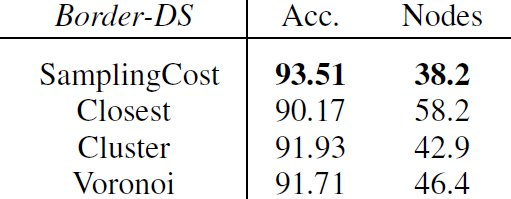 Border-DS Acc. Nodes
SamplingCost 93.51 38.2
Closest 90.17 58.2
Cluster 91.93 42.9
Voronoi 91.71 46.4